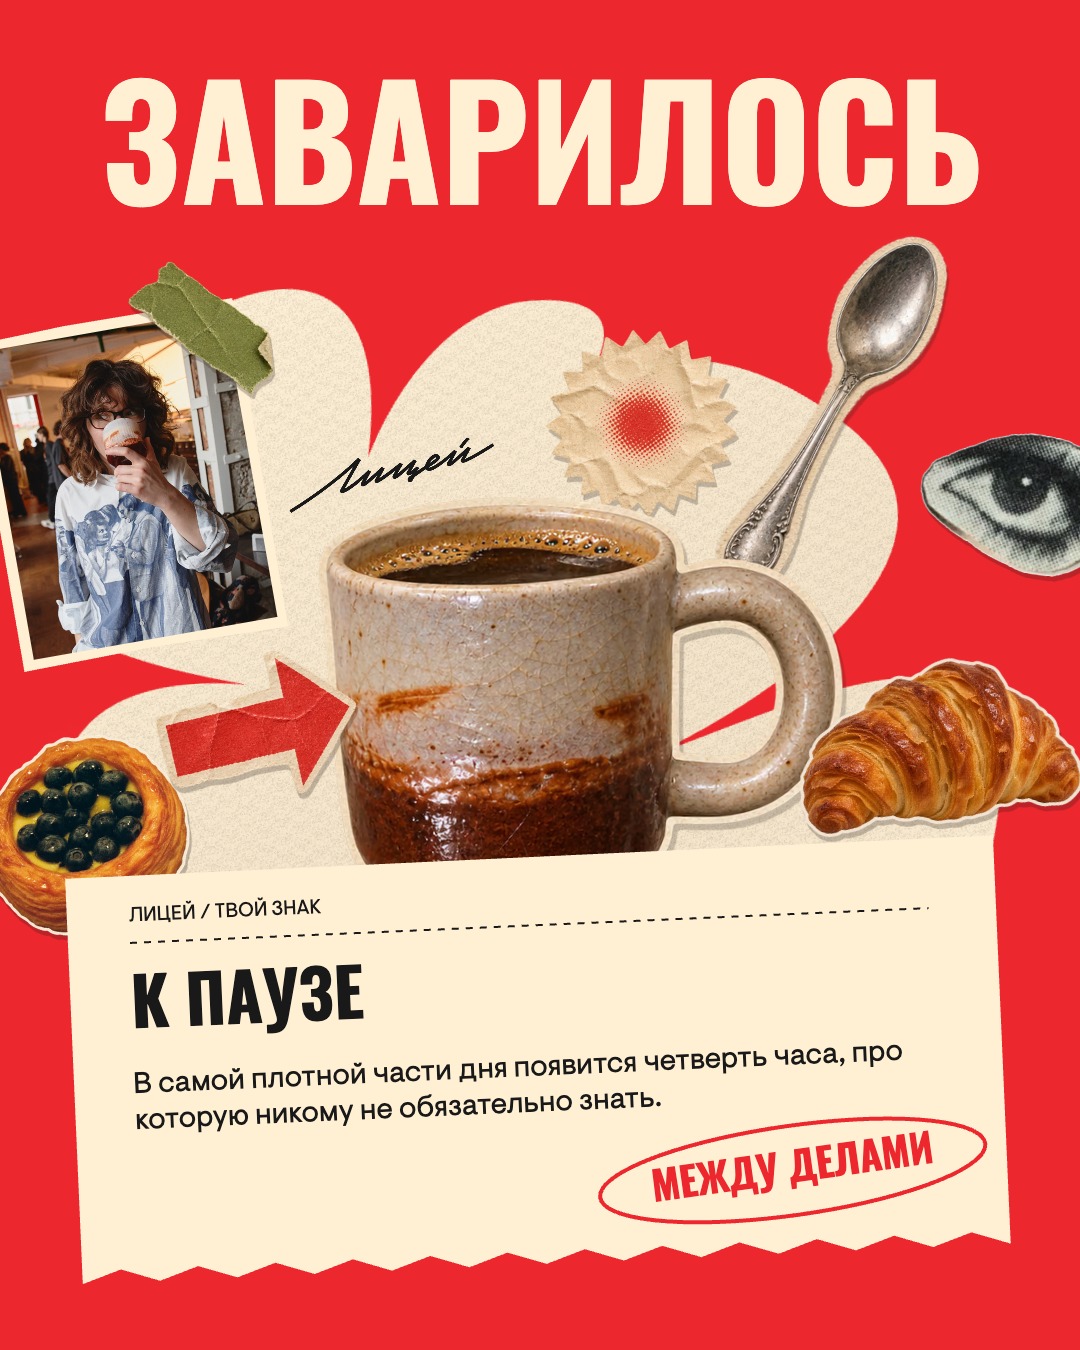 ЗАВАРИЛОСЬ
Лицей
ЛИЦЕЙ / ТВОЙ ЗНАК
К ПАУЗЕ
В самой плотной части дня появится четверть часа, про
которую никому не обязательно знать.
МЕЖДУ ДЕЛАМИ